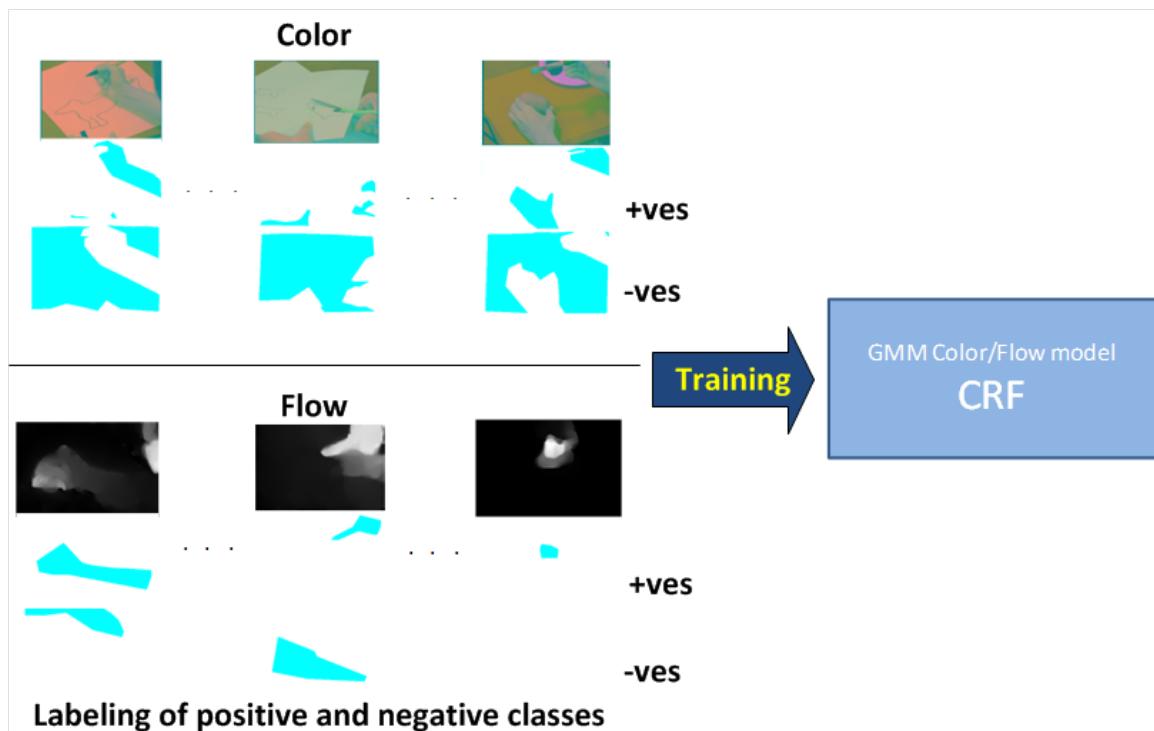 Color
+ves
-ves
Training
GMM Color/Flow model
CRF
Flow
+ves
-ves
Labeling of positive and negative classes